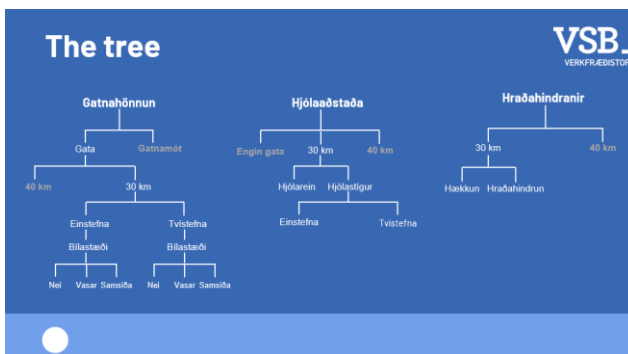 The tree
VSB_
VERKFRÆÐISTOF
Gatnahönnun
Gata
Gatnamót
40 km
30 km
Einstefna
Tvístefna
Bílastæði
Bílastæði
Nei
Vasar
Samsíða
Nei
Vasar
Samsíða
Hjólaaðstaða
Engin gata
30 km
40 km
Hjólarein
Hjólastígur
Einstefna
Tvístefna
Hraðahindranir
30 km
40 km
Hækkun
Hraðahindrun